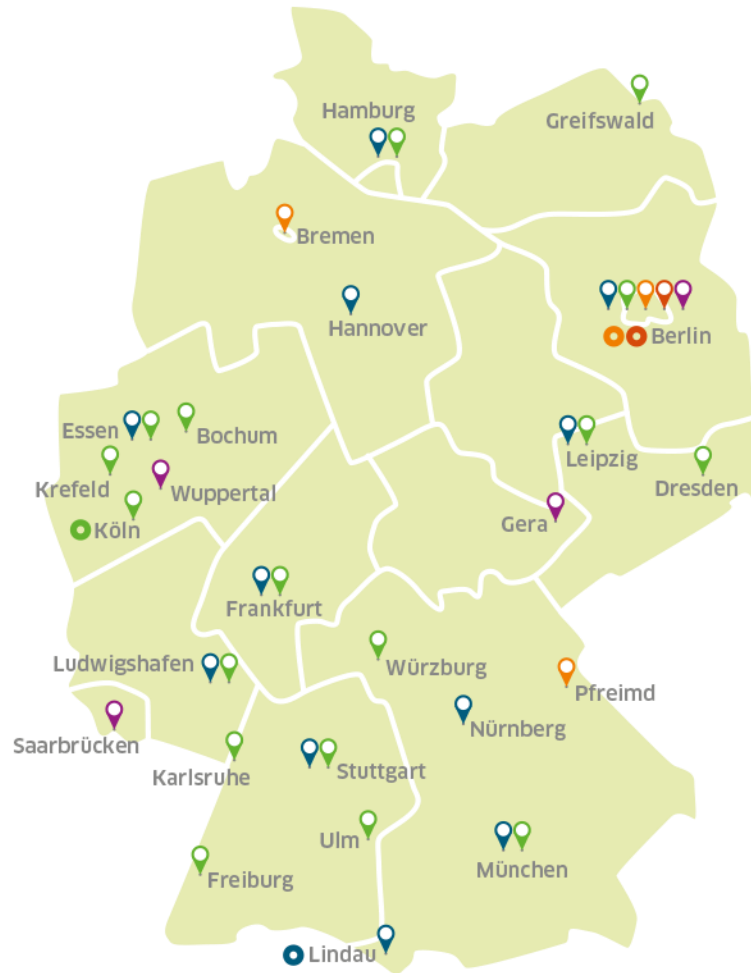 Hamburg
Greifswald
Bremen
Hannover
Berlin
Essen
Bochum
Leipzig
Krefeld
Wuppertal
Dresden
Köln
Gera
Frankfurt
Ludwigshafen
Würzburg
Pfreimd
Nürnberg
Saarbrücken
Karlsruhe
Stuttgart
Ulm
München
Freiburg
Lindau